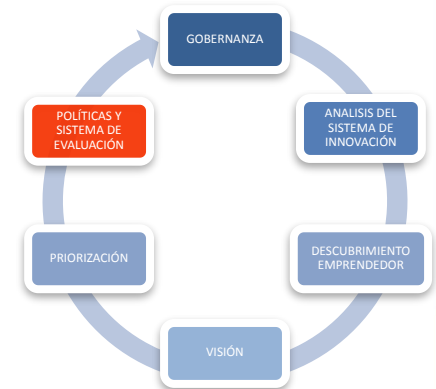 GOBERNANZA
ANALISIS DEL
SISTEMA DE
INNOVACIÓN
DESCUBRIMIENTO
EMPRENDEDOR
VISIÓN
PRIORIZACIÓN
POLÍTICAS Y
SISTEMA DE
EVALUACIÓN